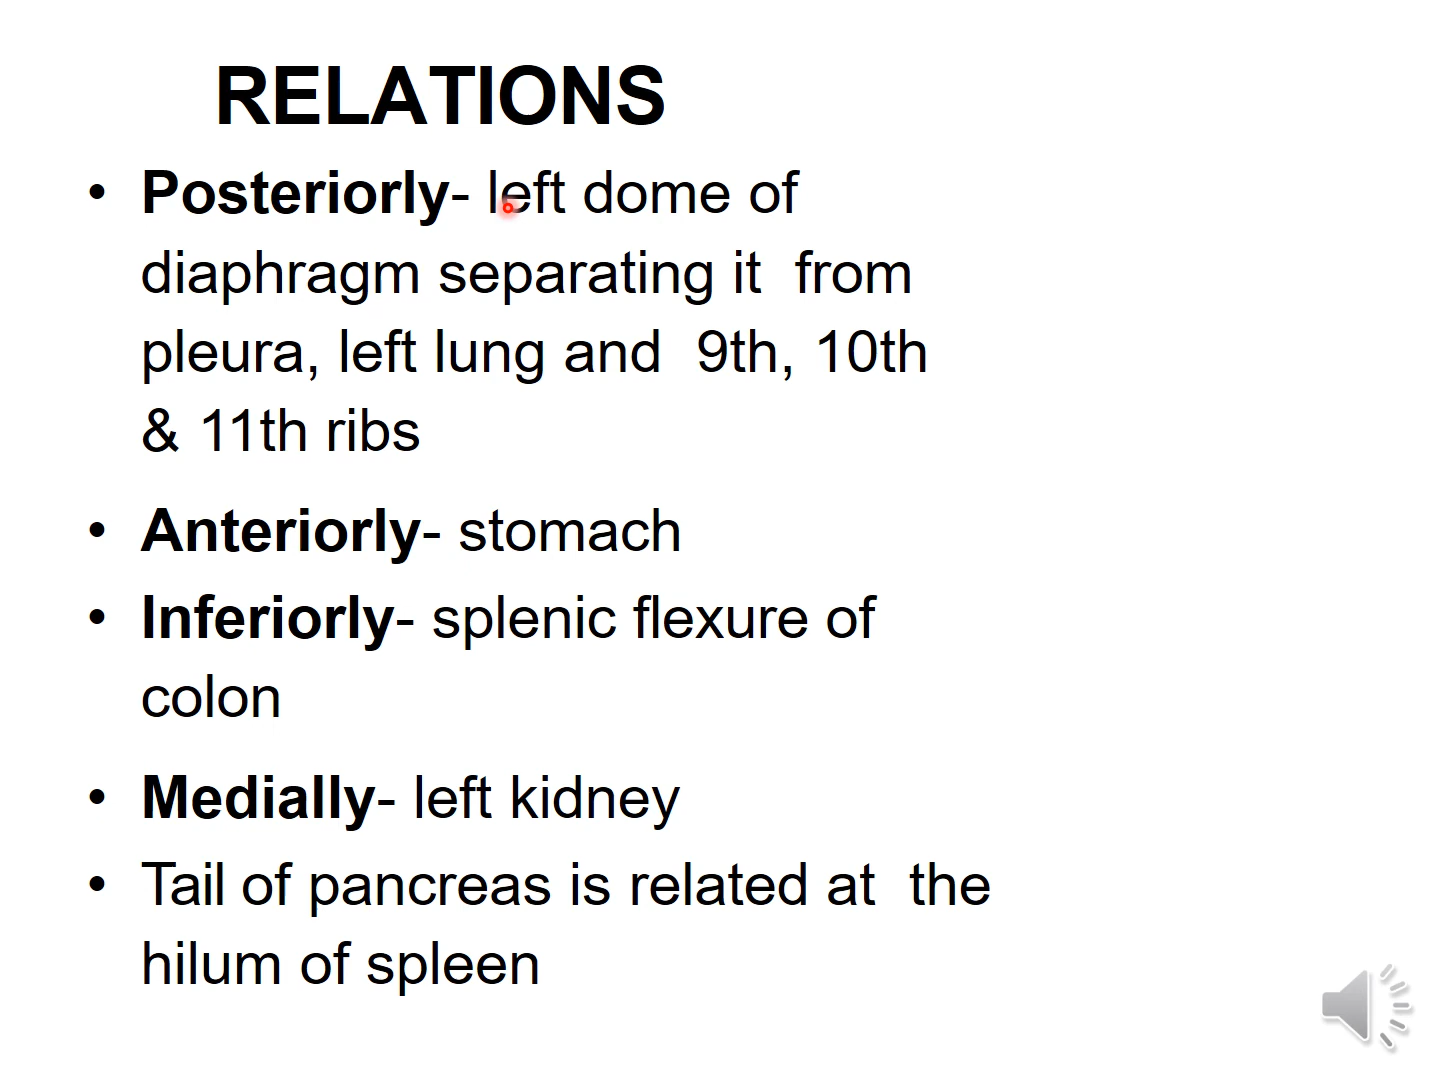 RELATIONS
• Posteriorly- left dome of
diaphragm separating it  from
pleura, left lung and  9th, 10th
& 11th ribs
• Anteriorly- stomach
• Inferiorly- splenic flexure of
colon
• Medially- left kidney
• Tail of pancreas is related at  the
hilum of spleen